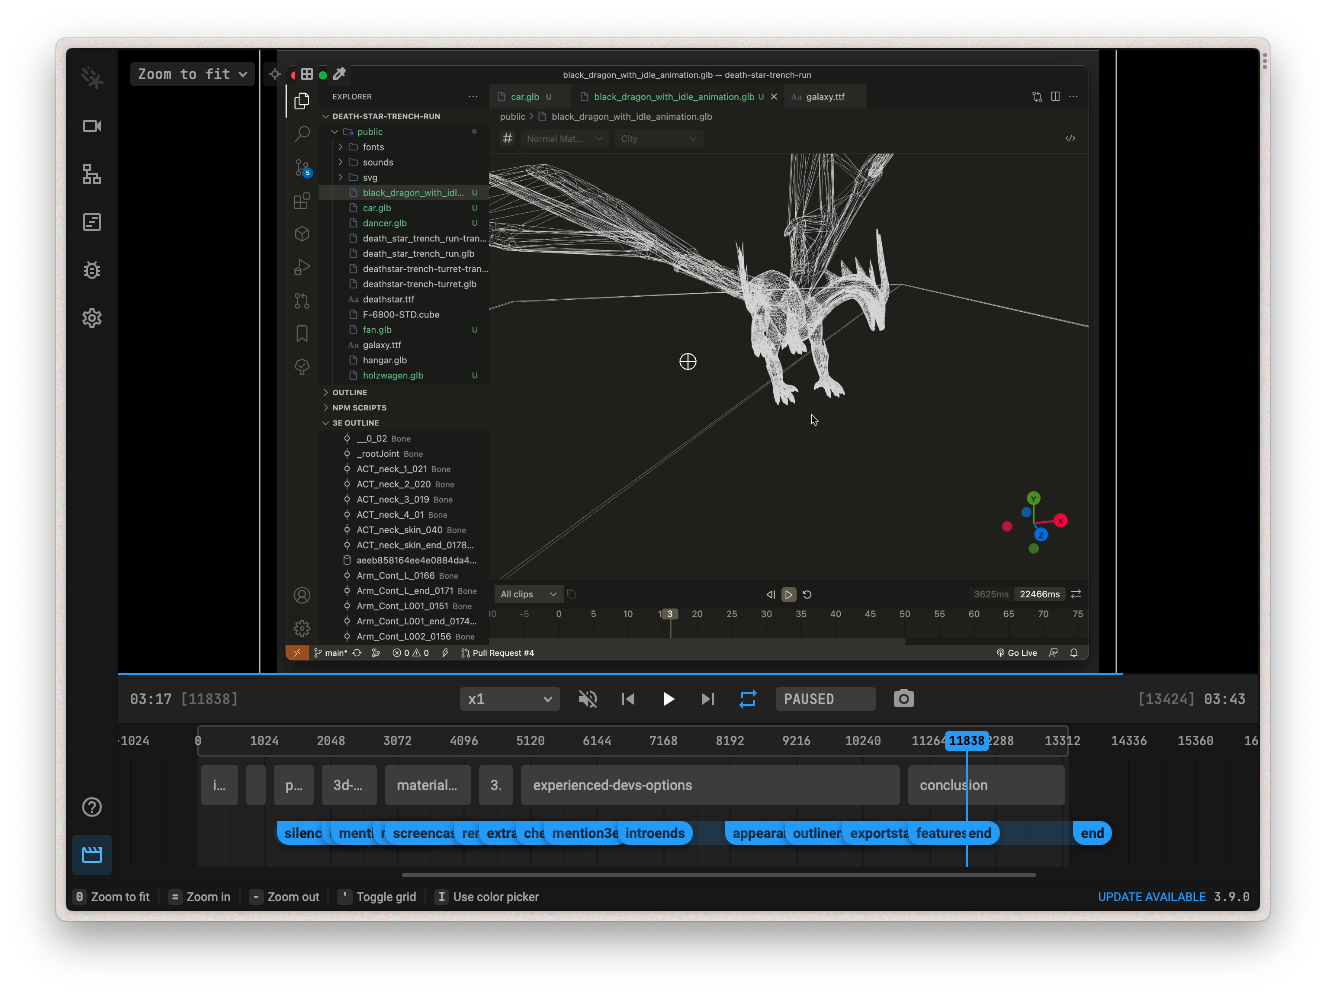 Zoom to fit
black_dragon_with_idle_animation.glb — death-star-trench-run
EXPLORER
car.glb U
black_dragon_with_idle_animation.glb U
Aa galaxy.ttf
DEATH-STAR-TRENCH-RUN
public > black_dragon_with_idle_animation.glb
public
# Normal Mat... City
fonts
sounds
5
svg
black_dragon_with_idl... U
car.glb U
dancer.glb U
death_star_trench_run-tran...
death_star_trench_run.glb
deathstar-trench-turret-tran...
deathstar-trench-turret.glb
Aa deathstar.ttf
F-6800-STD.cube
fan.glb U
Aa galaxy.ttf
hangar.glb
holzwagen.glb U
OUTLINE
NPM SCRIPTS
3E OUTLINE
__0_02 Bone
_rootJoint Bone
ACT_neck_1_021 Bone
ACT_neck_2_020 Bone
ACT_neck_3_019 Bone
ACT_neck_4_01 Bone
ACT_neck_skin_040 Bone
ACT_neck_skin_end_0178...
aeeb858164ee4e0884da4...
Arm_Cont_L_0166 Bone
Arm_Cont_L_end_0171 Bone
Arm_Cont_L001_0151 Bone
Arm_Cont_L001_end_0174...
Arm_Cont_L002_0156 Bone
Y
X
Z
All clips
3625ms 22466ms
-5 0 5 10 1 3 20 25 30 35 40 45 50 55 60 65 70 75
main* 0 0 Pull Request #4 Go Live
03:17 [11838]
x1
PAUSED
[13424] 03:43
-1024 0 1024 2048 3072 4096 5120 6144 7168 8192 9216 10240 11264 11838 2288 13312 14336 15360 16
i... p... 3d-... material... 3. experienced-devs-options conclusion
silenc menti screencas rer extra che mention3e introends appeara outliner exportsta features end end
0 Zoom to fit = Zoom in - Zoom out ' Toggle grid I Use color picker
UPDATE AVAILABLE 3.9.0